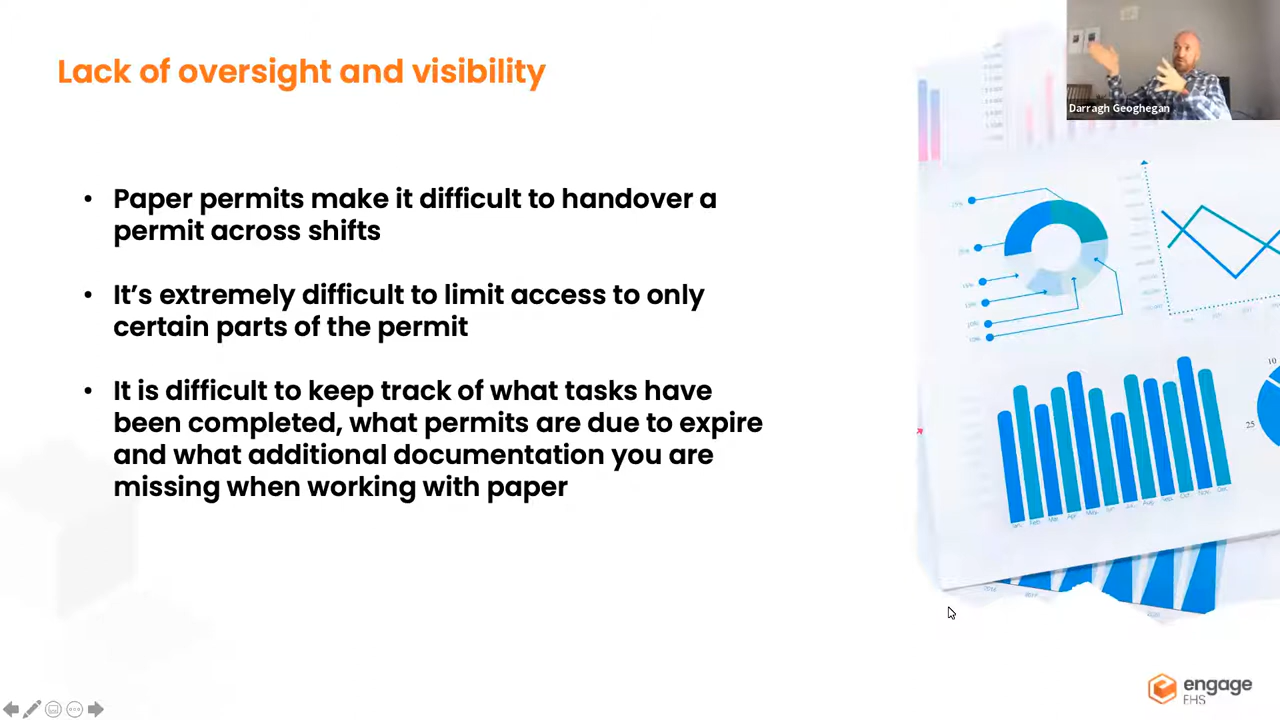 Lack of oversight and visibility
Darragh Geoghegan
• Paper permits make it difficult to handover a
permit across shifts
• It’s extremely difficult to limit access to only
certain parts of the permit
• It is difficult to keep track of what tasks have
been completed, what permits are due to expire
and what additional documentation you are
missing when working with paper
10
25
engage
EHS